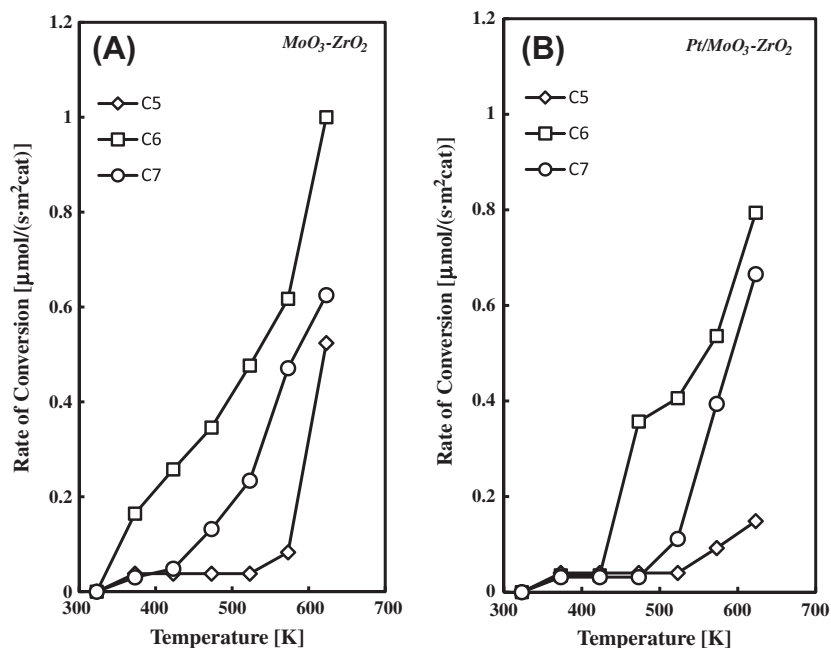 (A)
MoO₃-ZrO₂
C5
C6
C7
1.2
1
0.8
0.6
0.4
0.2
0
300
400
500
600
700
Rate of Conversion [μmol/(s·m²cat)]
Temperature [K]
(B)
Pt/MoO₃-ZrO₂
C5
C6
C7
1.2
1
0.8
0.6
0.4
0.2
0
300
400
500
600
700
Rate of Conversion [μmol/(s·m²cat)]
Temperature [K]